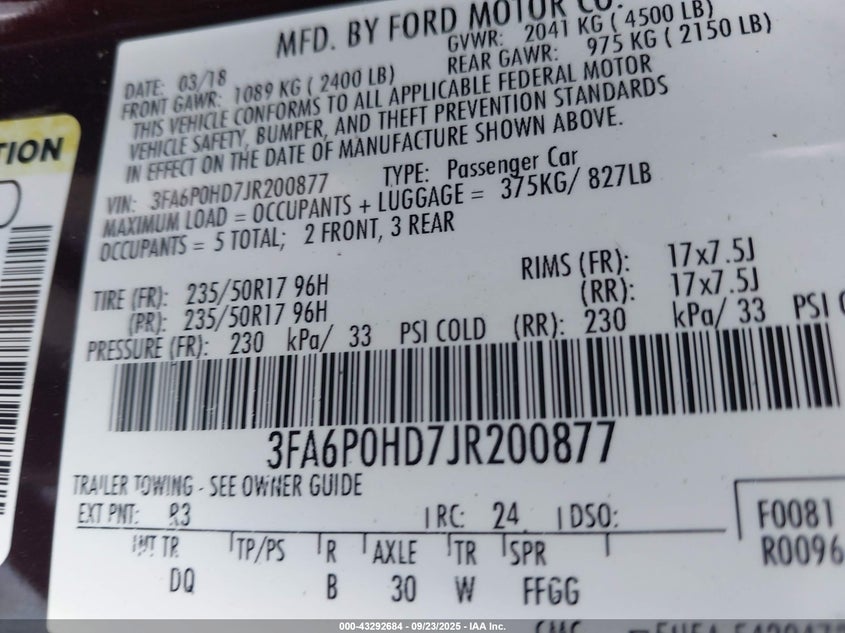 MFD. BY FORD MOTOR CO.
DATE: 03/18 GVWR: 2041 KG ( 4500 LB)
FRONT GAWR: 1089 KG ( 2400 LB) REAR GAWR: 975 KG ( 2150 LB)
THIS VEHICLE CONFORMS TO ALL APPLICABLE FEDERAL MOTOR
VEHICLE SAFETY, BUMPER, AND THEFT PREVENTION STANDARDS
IN EFFECT ON THE DATE OF MANUFACTURE SHOWN ABOVE.
TION
VIN: 3FA6P0HD7JR200877 TYPE: Passenger Car
MAXIMUM LOAD = OCCUPANTS + LUGGAGE = 375KG/ 827LB
OCCUPANTS = 5 TOTAL; 2 FRONT, 3 REAR
TIRE (FR): 235/50R17 96H RIMS (FR): 17x7.5J
(RR): 235/50R17 96H (RR): 17x7.5J
PRESSURE (FR): 230 kPa/ 33 PSI COLD (RR): 230 kPa/ 33 PSI
3FA6P0HD7JR200877
TRAILER TOWING - SEE OWNER GUIDE
EXT PNT: R3 RC: 24 DSO: F0081
INT TR TP/PS R AXLE TR SPR R0096
DQ B 30 W FFGG
000-43292684 - 09/23/2025 - IAA Inc.